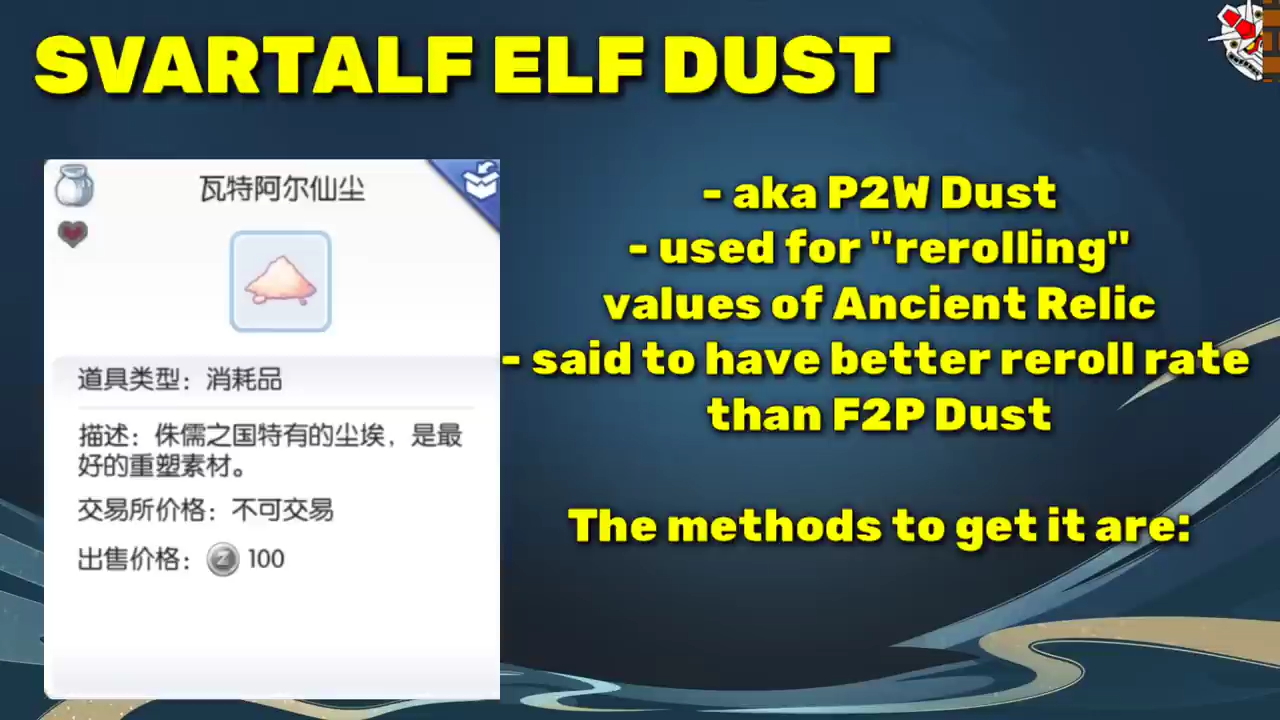 SVARTALF ELF DUST
瓦特阿尔仙尘
道具类型：消耗品
描述：侏儒之国特有的尘埃，是最
好的重塑素材。
交易所价格：不可交易
出售价格：Z 100
- aka P2W Dust
- used for "rerolling"
values of Ancient Relic
- said to have better reroll rate
than F2P Dust
The methods to get it are: